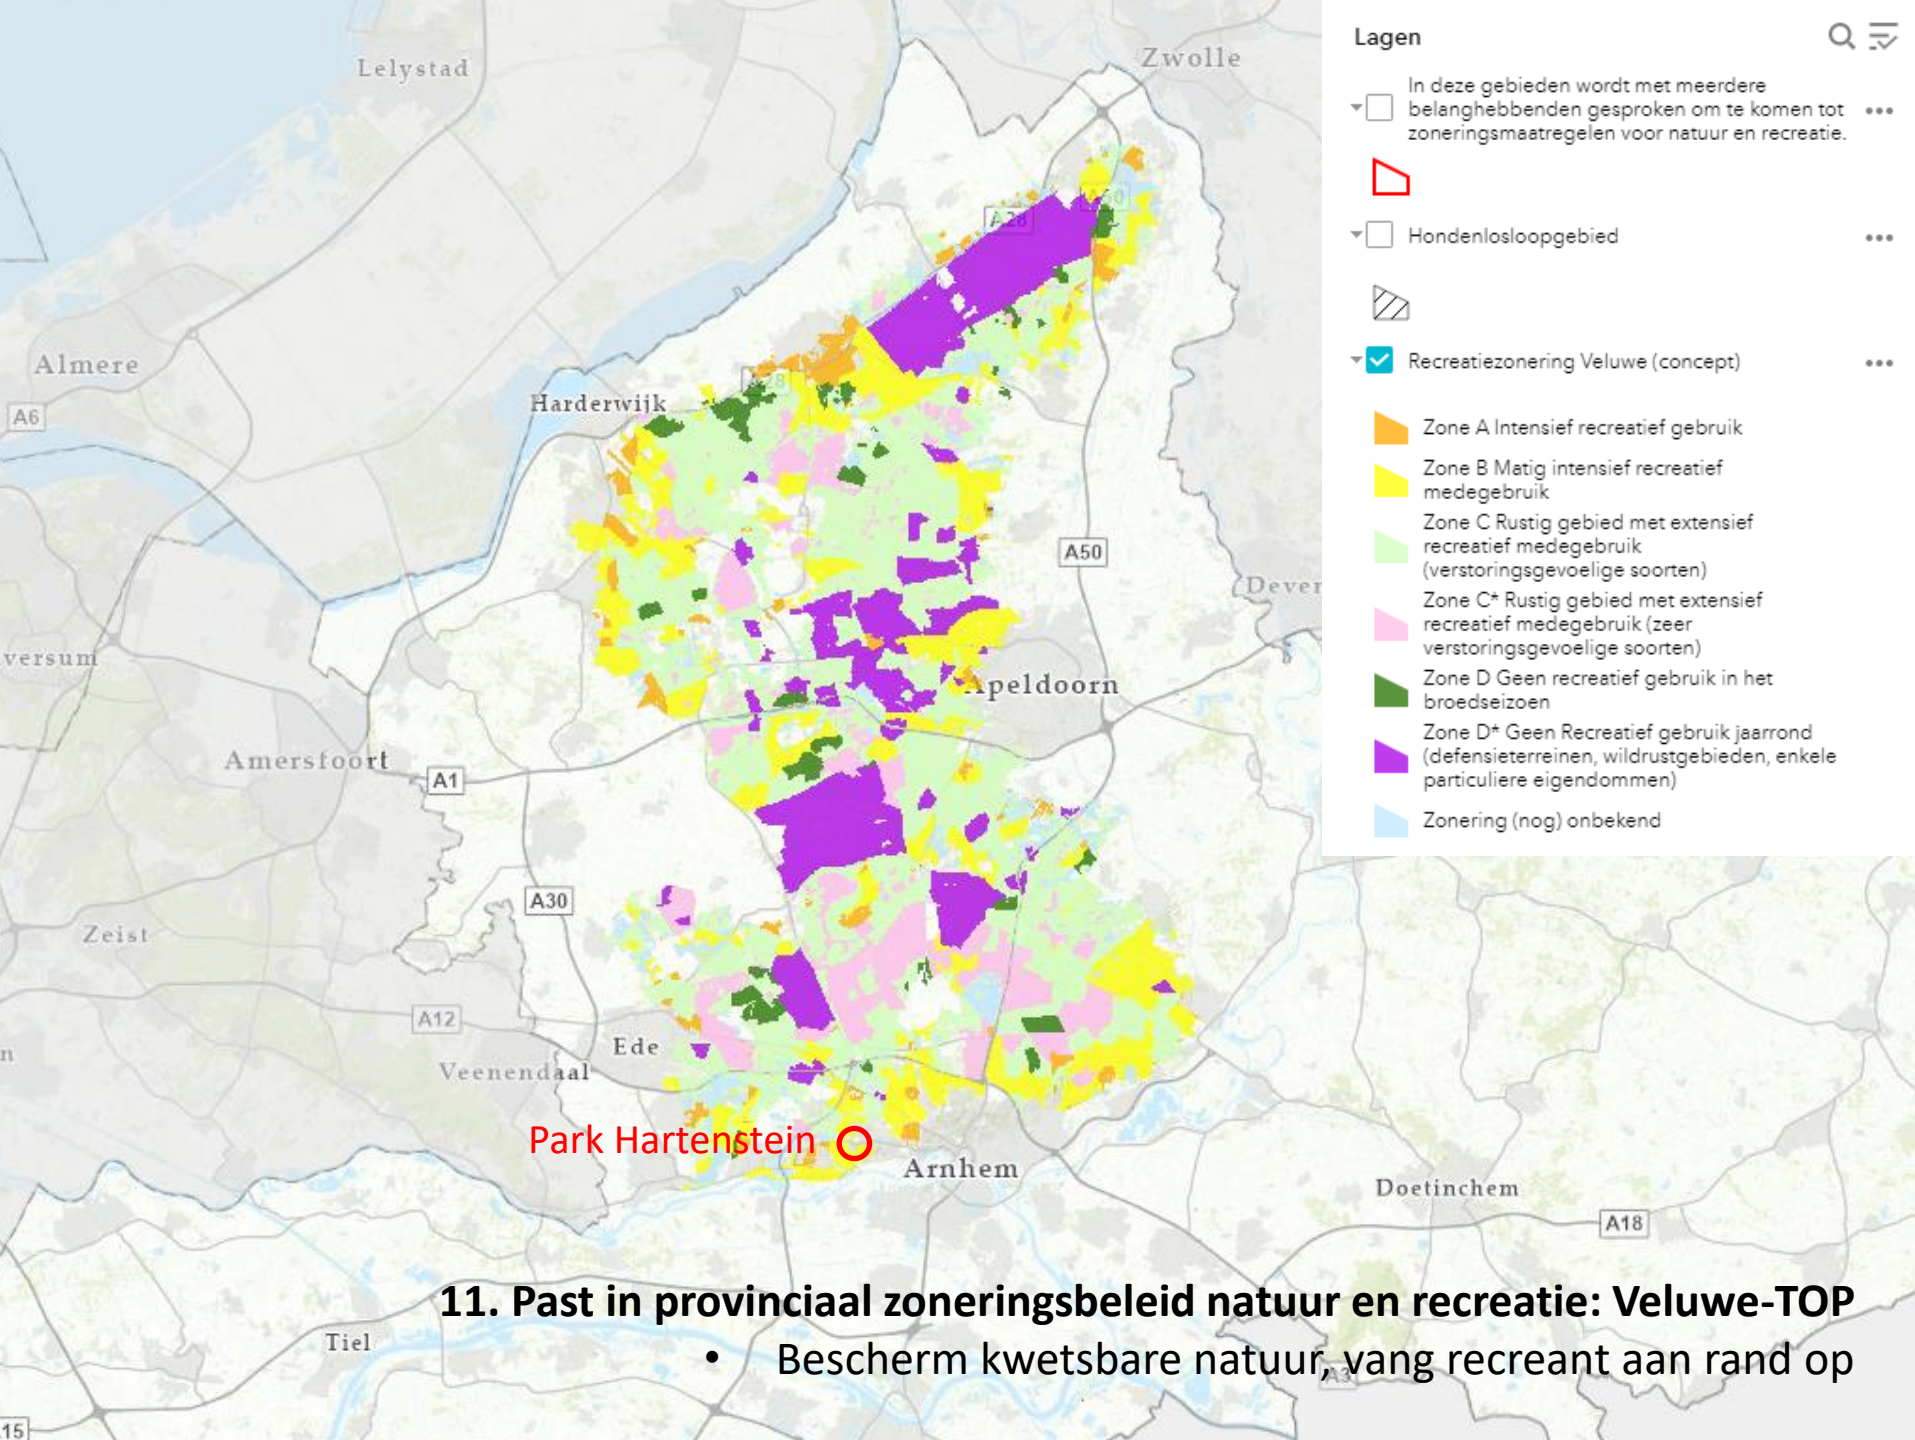 Lelystad
Zwolle
A28
A50
Almere
A28
Harderwijk
A6
A50
Dever
versum
Apeldoorn
Amersfoort
A1
A30
Zeist
A12
Ede
n
Veenendaal
Park Hartenstein
Arnhem
Doetinchem
A18
Tiel
A3
15
Lagen
In deze gebieden wordt met meerdere
belanghebbenden gesproken om te komen tot
zoneringsmaatregelen voor natuur en recreatie.
Hondenlosloopgebied
Recreatiezonering Veluwe (concept)
Zone A Intensief recreatief gebruik
Zone B Matig intensief recreatief
medegebruik
Zone C Rustig gebied met extensief
recreatief medegebruik
(verstoringsgevoelige soorten)
Zone C* Rustig gebied met extensief
recreatief medegebruik (zeer
verstoringsgevoelige soorten)
Zone D Geen recreatief gebruik in het
broedseizoen
Zone D* Geen Recreatief gebruik jaarrond
(defensieterreinen, wildrustgebieden, enkele
particuliere eigendommen)
Zonering (nog) onbekend
11. Past in provinciaal zoneringsbeleid natuur en recreatie: Veluwe-TOP
• Bescherm kwetsbare natuur, vang recreant aan rand op